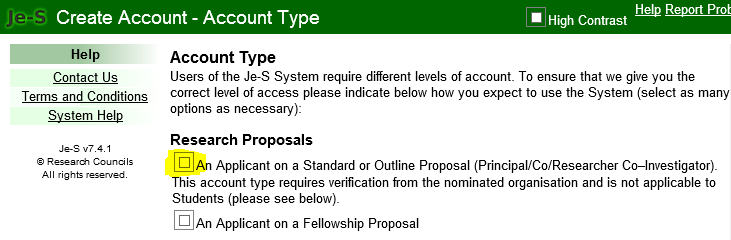 Je-S Create Account - Account Type
High Contrast
Help Report Prob
Help
Contact Us
Terms and Conditions
System Help
Je-S v7.4.1
© Research Councils
All rights reserved.
Account Type
Users of the Je-S System require different levels of account. To ensure that we give you the
correct level of access please indicate below how you expect to use the System (select as many
options as necessary):
Research Proposals
An Applicant on a Standard or Outline Proposal (Principal/Co/Researcher Co–Investigator).
This account type requires verification from the nominated organisation and is not applicable to
Students (please see below).
An Applicant on a Fellowship Proposal